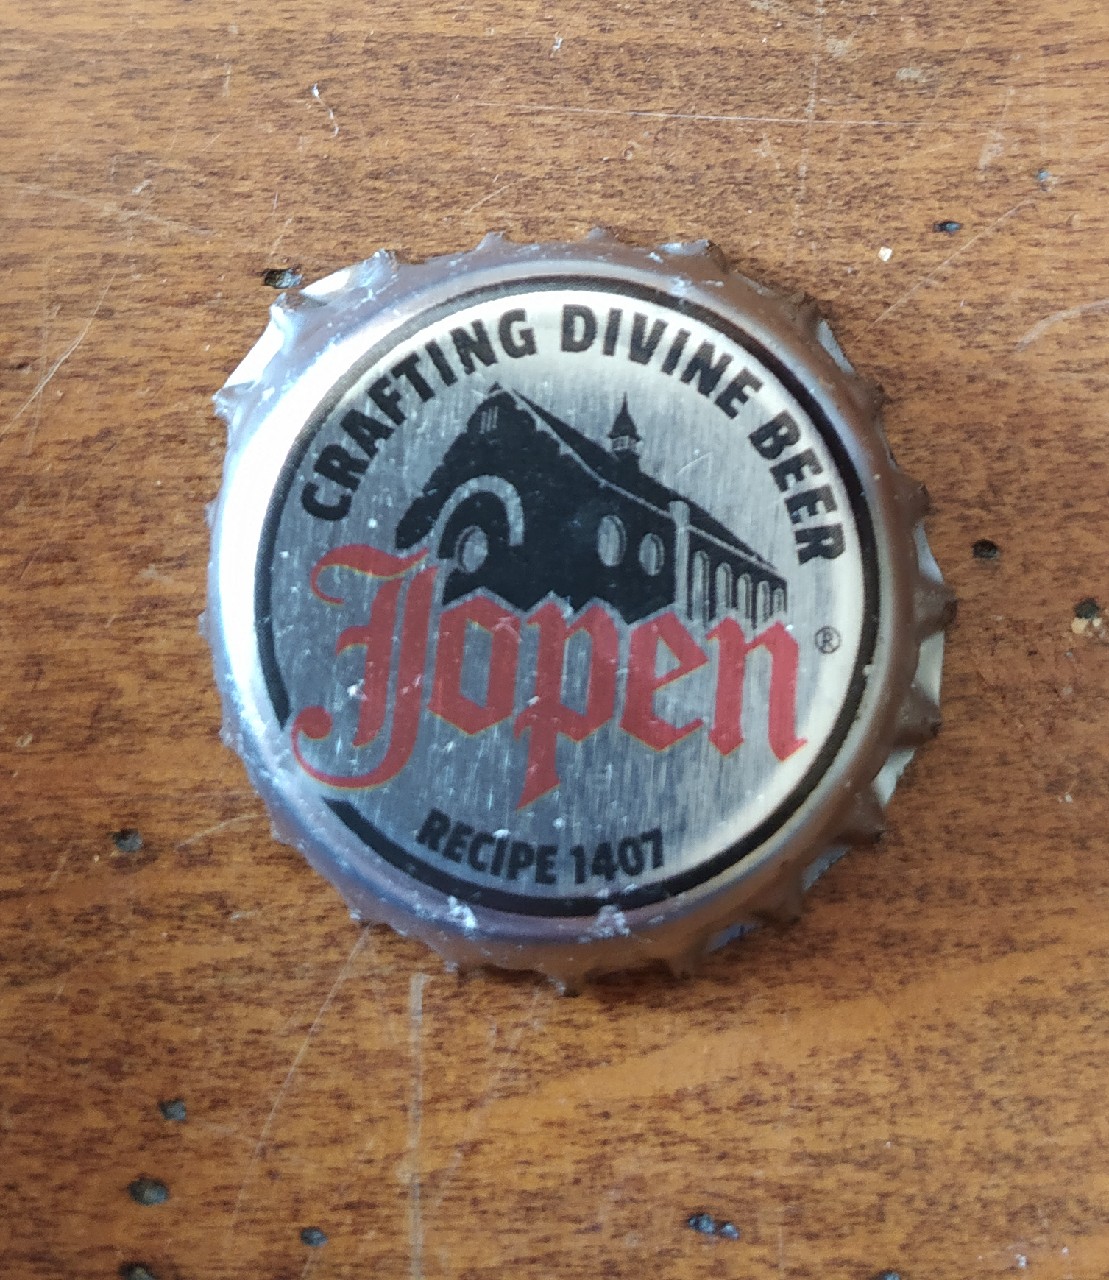 CRAFTING DIVINE BEER
Jopen ®
RECIPE 1407